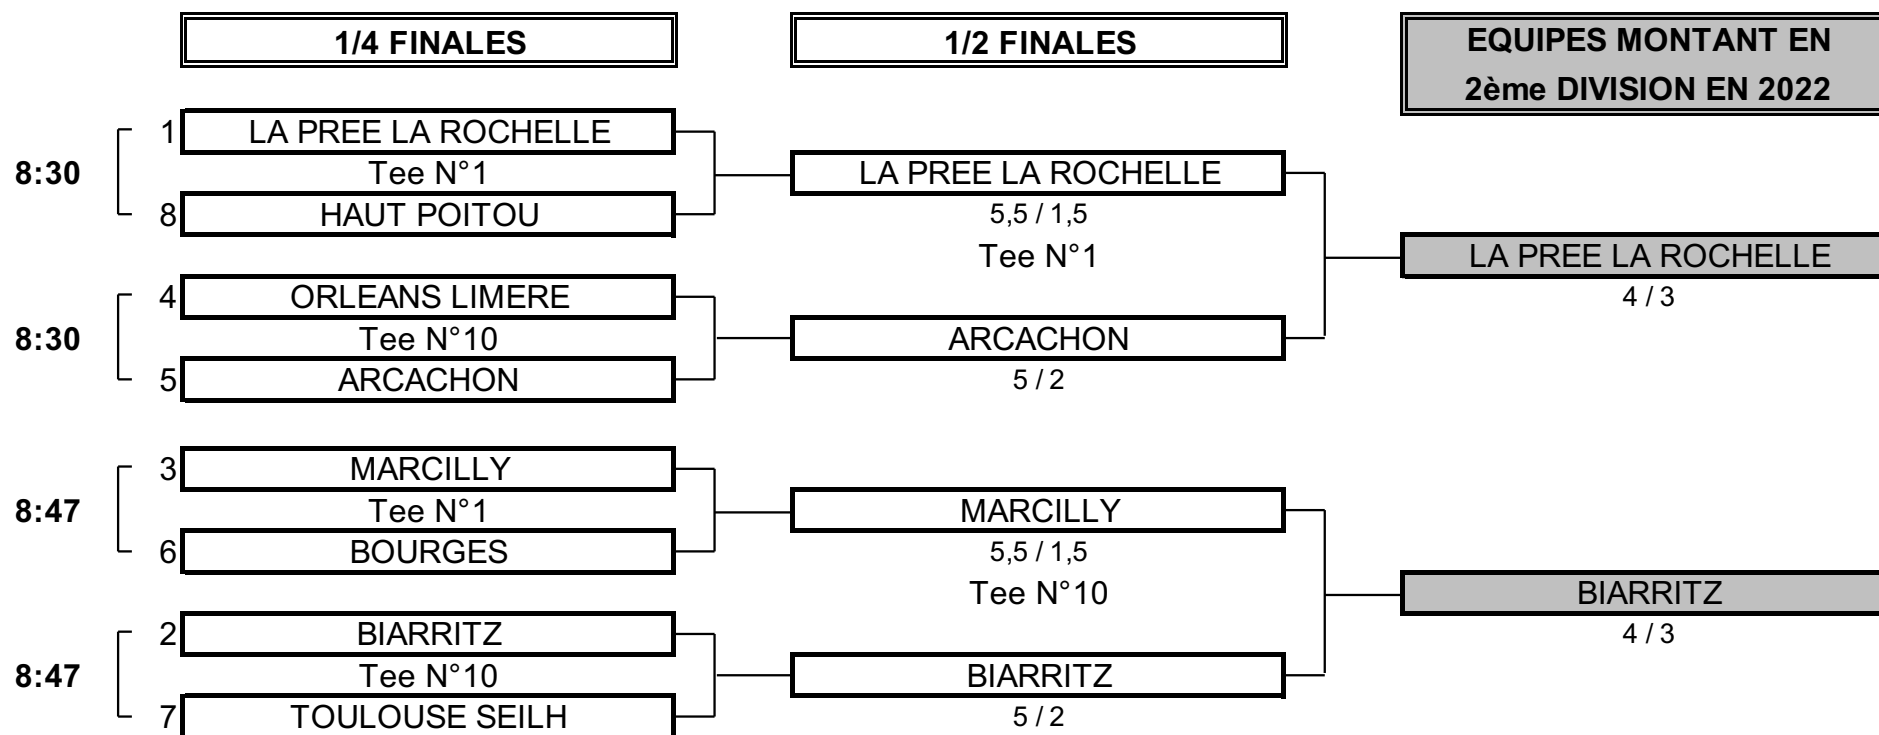 1/4 FINALES
1/2 FINALES
EQUIPES MONTANT EN
2ème DIVISION EN 2022
8:30
1 LA PREE LA ROCHELLE
Tee N°1
8 HAUT POITOU
8:30
4 ORLEANS LIMERE
Tee N°10
5 ARCACHON
8:47
3 MARCILLY
Tee N°1
6 BOURGES
8:47
2 BIARRITZ
Tee N°10
7 TOULOUSE SEILH
LA PREE LA ROCHELLE
5,5 / 1,5
Tee N°1
ARCACHON
5 / 2
MARCILLY
5,5 / 1,5
Tee N°10
BIARRITZ
5 / 2
LA PREE LA ROCHELLE
4 / 3
BIARRITZ
4 / 3